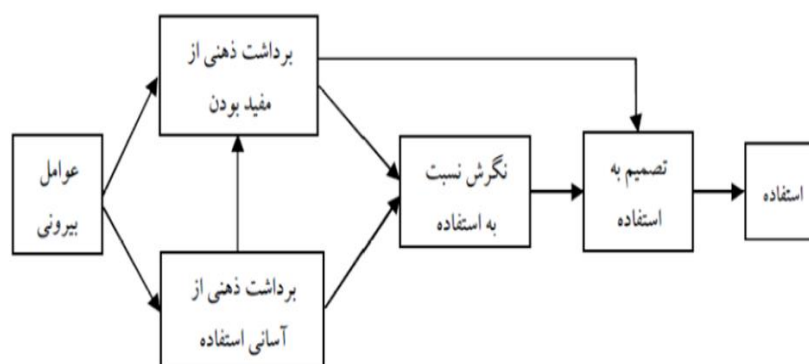 برداشت ذهنی از
مفید بودن
عوامل
بیرونی
نگرش نسبت
به استفاده
تصمیم به
استفاده
استفاده
برداشت ذهنی از
آسانی استفاده